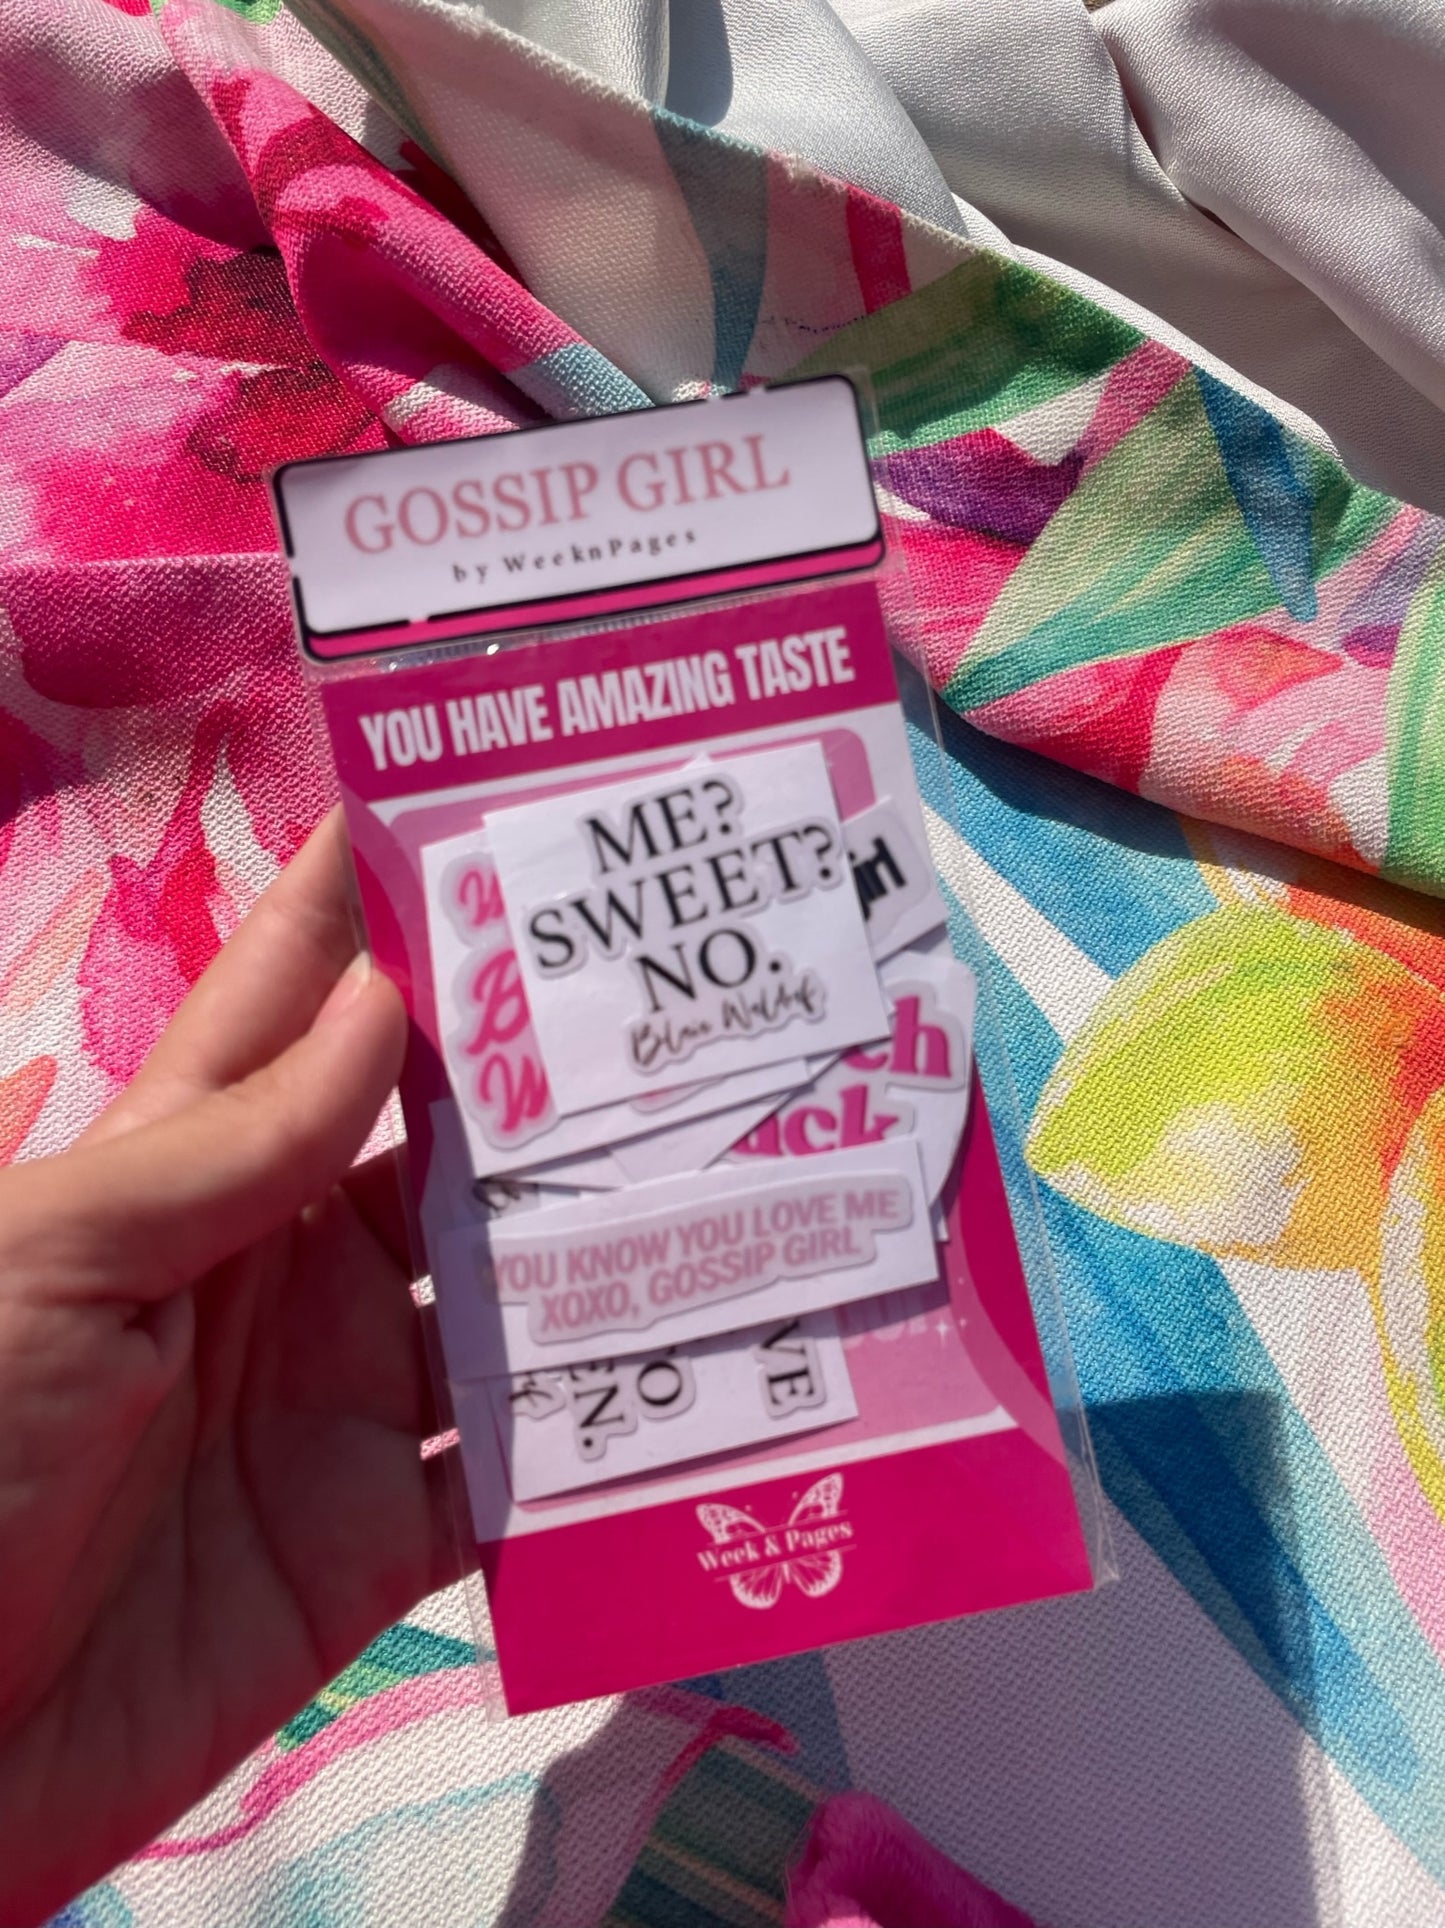 GOSSIP GIRL
by WeeknPages
YOU HAVE AMAZING TASTE
ME?
SWEET?
NO.
Blair Waldorf
YOU KNOW YOU LOVE ME
XOXO, GOSSIP GIRL
Week & Pages